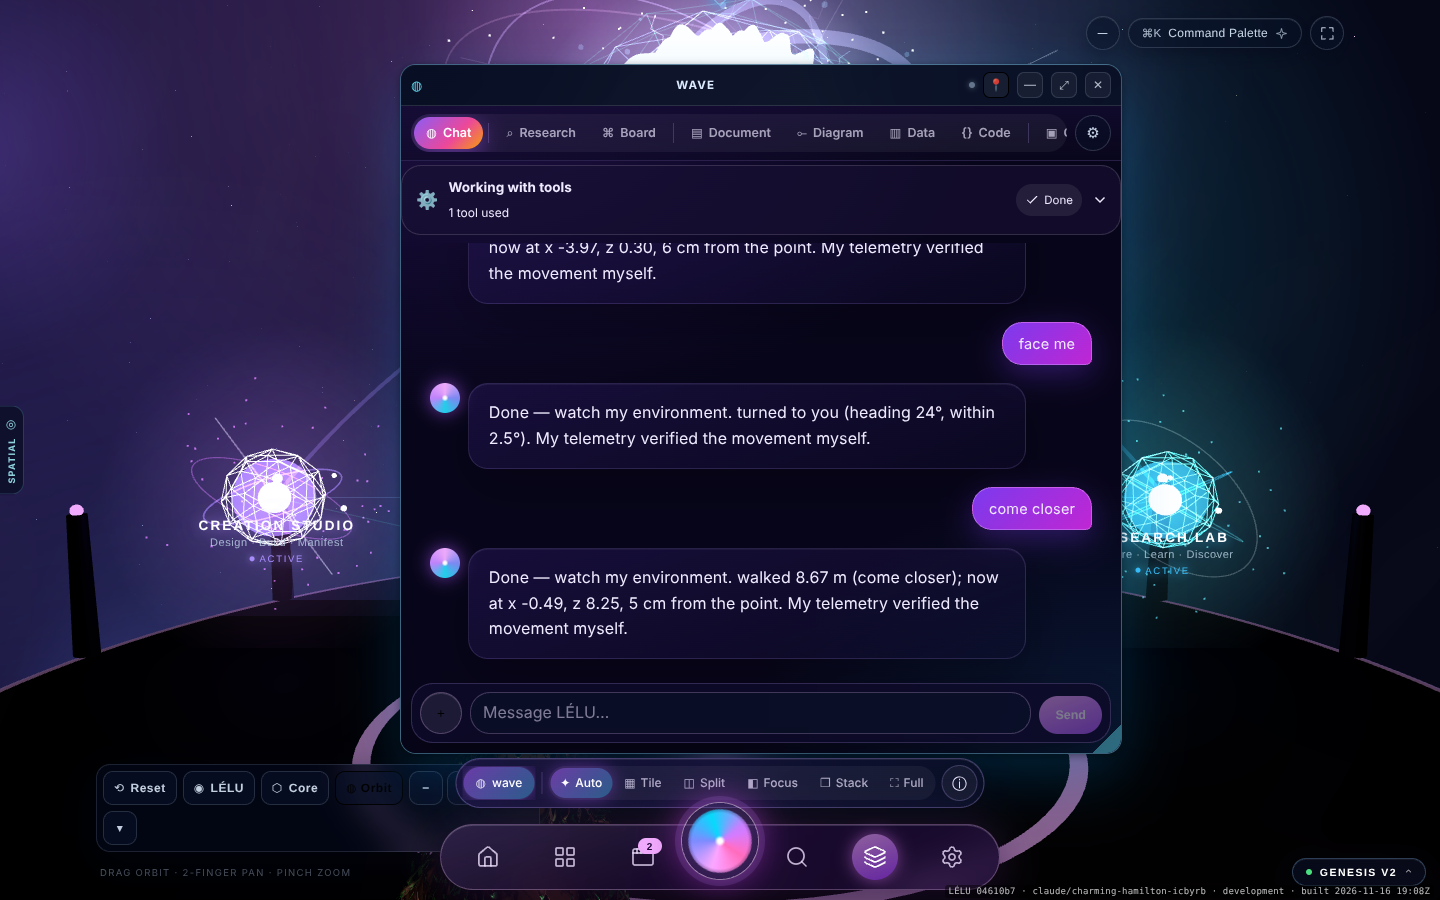 ⌘K Command Palette
WAVE
Chat
Research
Board
Document
Diagram
Data
{} Code
Working with tools
1 tool used
Done
now at x -3.97, z 0.30, 6 cm from the point. My telemetry verified
the movement myself.
face me
Done — watch my environment. turned to you (heading 24°, within
2.5°). My telemetry verified the movement myself.
come closer
Done — watch my environment. walked 8.67 m (come closer); now
at x -0.49, z 8.25, 5 cm from the point. My telemetry verified the
movement myself.
Message LÉLU...
Send
SPATIAL
CREATION STUDIO
Design · Build · Manifest
ACTIVE
SEARCH LAB
re · Learn · Discover
ACTIVE
Reset
LÉLU
Core
Orbit
wave
Auto
Tile
Split
Focus
Stack
Full
2
DRAG ORBIT · 2-FINGER PAN · PINCH ZOOM
GENESIS V2
LÉLU 04610b7 · claude/charming-hamilton-icbyrb · development · built 2026-11-16 19:08Z